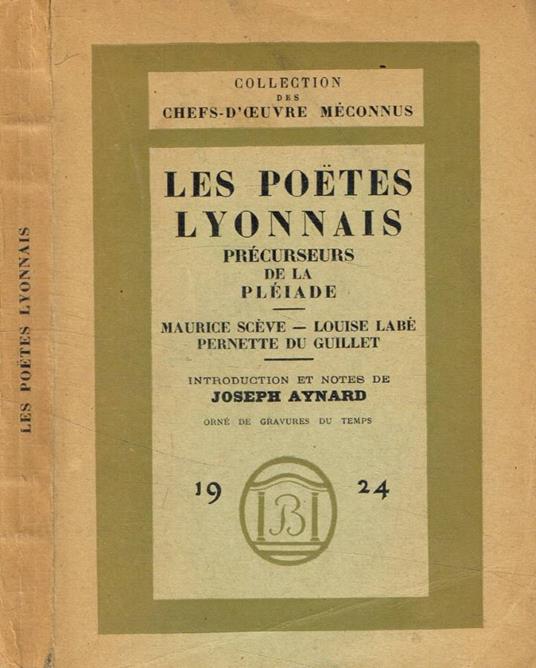 LES POËTES LYONNAIS
COLLECTION
DES
CHEFS-D'ŒUVRE MÉCONNUS
LES POËTES
LYONNAIS
PRÉCURSEURS
DE LA
PLÉIADE
MAURICE SCÈVE — LOUISE LABÉ
PERNETTE DU GUILLET
INTRODUCTION ET NOTES DE
JOSEPH AYNARD
ORNÉ DE GRAVURES DU TEMPS
19 24
B